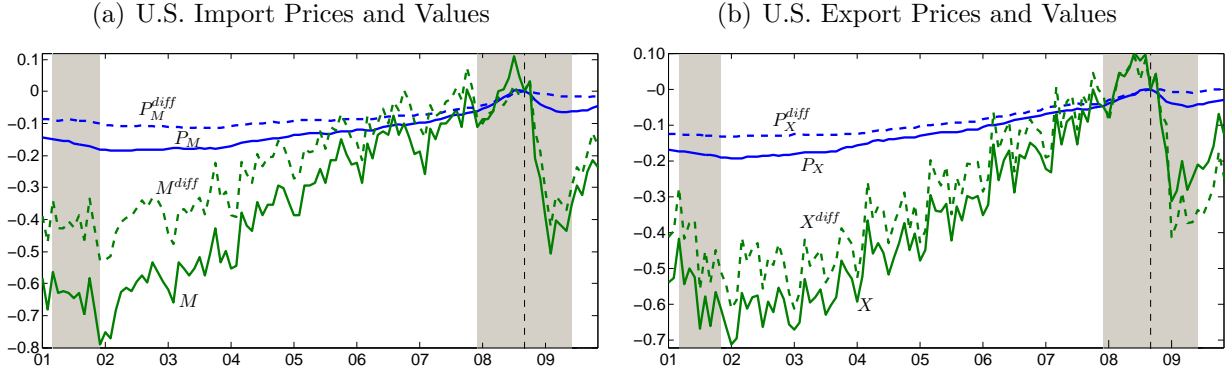 (a) U.S. Import Prices and Values
0.1
0
−0.1
−0.2
−0.3
−0.4
−0.5
−0.6
−0.7
−0.8
01 02 03 04 05 06 07 08 09
P_M^{diff}
P_M
M^{diff}
M
(b) U.S. Export Prices and Values
0.10
−0
−0.1
−0.2
−0.3
−0.4
−0.5
−0.6
−0.7
01 02 03 04 05 06 07 08 09
P_X^{diff}
P_X
X^{diff}
X